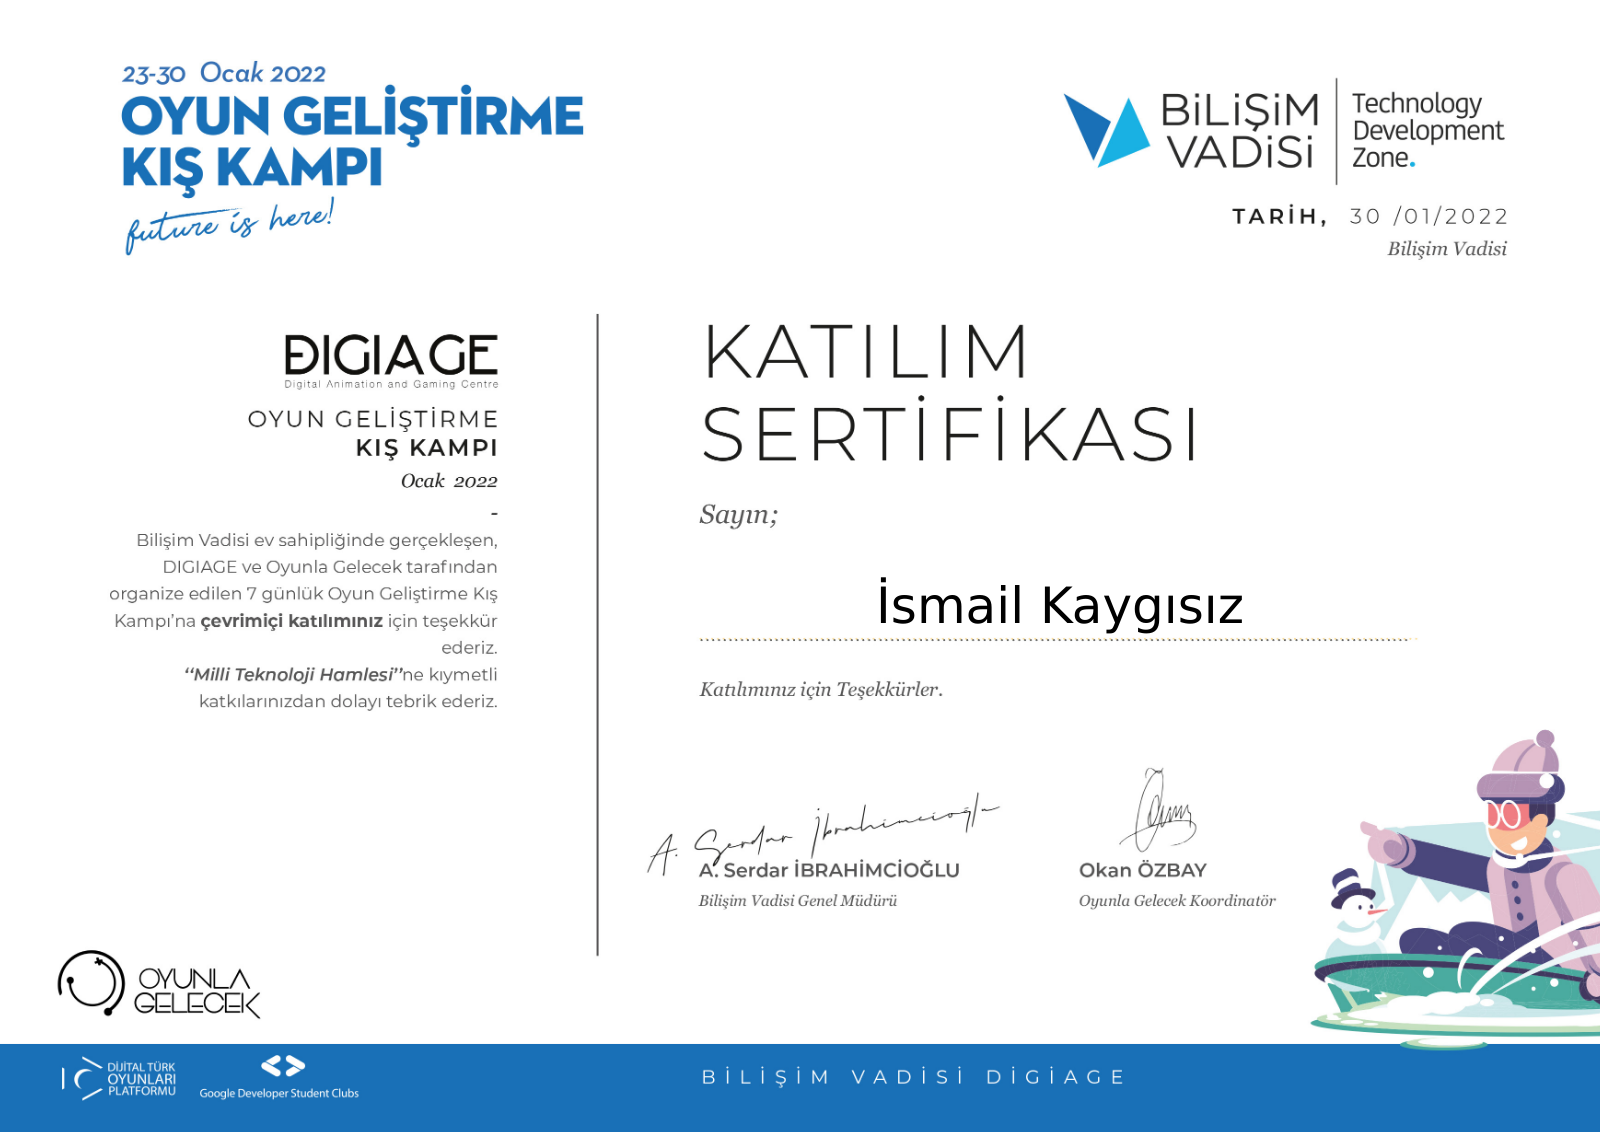 23-30 Ocak 2022
OYUN GELİŞTİRME
KIŞ KAMPI
future is here!
BİLİŞİM
VADİSİ
Technology
Development
Zone.
TARİH, 30 /01/2022
Bilişim Vadisi
DIGIAGE
Digital Animation and Gaming Centre
OYUN GELİŞTİRME
KIŞ KAMPI
Ocak 2022
-
Bilişim Vadisi ev sahipliğinde gerçekleşen,
DIGIAGE ve Oyunla Gelecek tarafından
organize edilen 7 günlük Oyun Geliştirme Kış
Kampı’na çevrimiçi katılımınız için teşekkür
ederiz.
‘‘Milli Teknoloji Hamlesi’’ne kıymetli
katkılarınızdan dolayı tebrik ederiz.
KATILIM
SERTİFİKASI
Sayın;
İsmail Kaygısız
Katılımınız için Teşekkürler.
A. Serdar İbrahimcioğlu
A. Serdar İBRAHİMCİOĞLU
Bilişim Vadisi Genel Müdürü
Okan ÖZBAY
Oyunla Gelecek Koordinatör
OYUNLA
GELECEK
DİJİTAL TÜRK
OYUNLARI
PLATFORMU
Google Developer Student Clubs
BİLİŞİM VADİSİ DİGİAGE